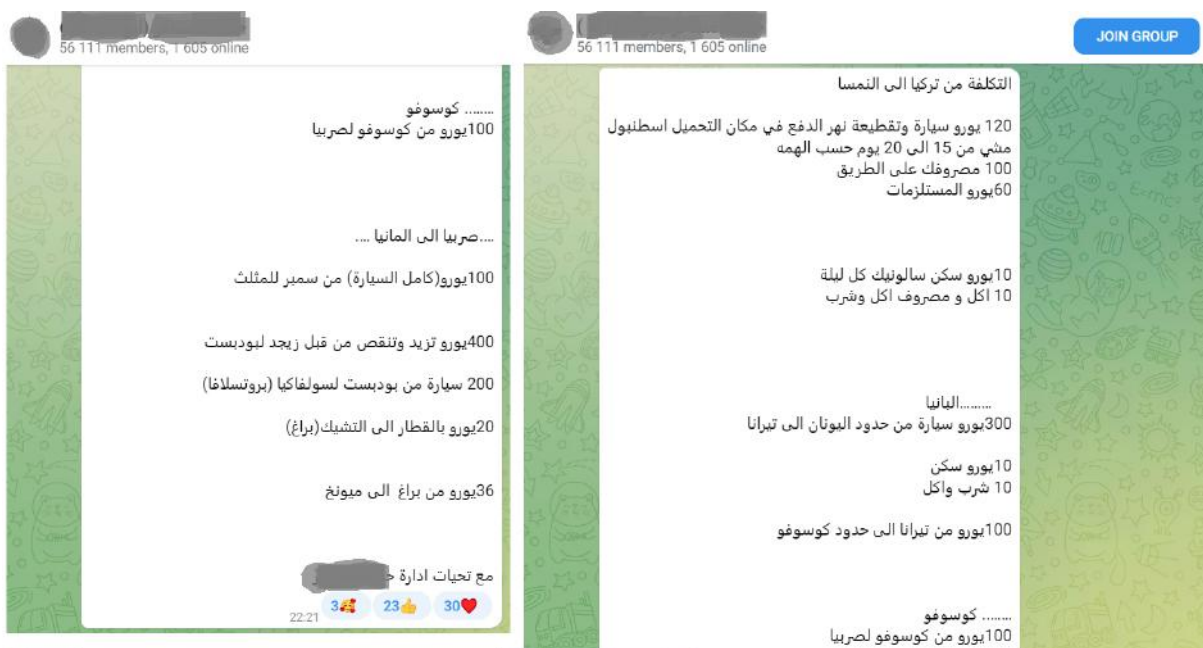 56 111 members, 1 605 online
........ كوسوفو
100يورو من كوسوفو لصربيا
....صربيا الى المانيا ....
100يورو(كامل السيارة) من سمبر للمثلث
400يورو تزيد وتنقص من قبل زيجد لبودبست
200 سيارة من بودبست لسولفاكيا (بروتسلافا)
20يورو بالقطار الى التشيك(براغ)
36يورو من براغ الى ميونخ
مع تحيات ادارة
3🥰 23👍 30❤️
22:21
56 111 members, 1 605 online
JOIN GROUP
التكلفة من تركيا الى النمسا
120 يورو سيارة وتقطيعة نهر الدفع في مكان التحميل اسطنبول
مشي من 15 الى 20 يوم حسب الهمه
100 مصروفك على الطريق
60يورو المستلزمات
10يورو سكن سالونيك كل ليلة
10 اكل و مصروف اكل وشرب
.........البانيا
300يورو سيارة من حدود اليونان الى تيرانا
10يورو سكن
10 شرب واكل
100يورو من تيرانا الى حدود كوسوفو
........ كوسوفو
100يورو من كوسوفو لصربيا